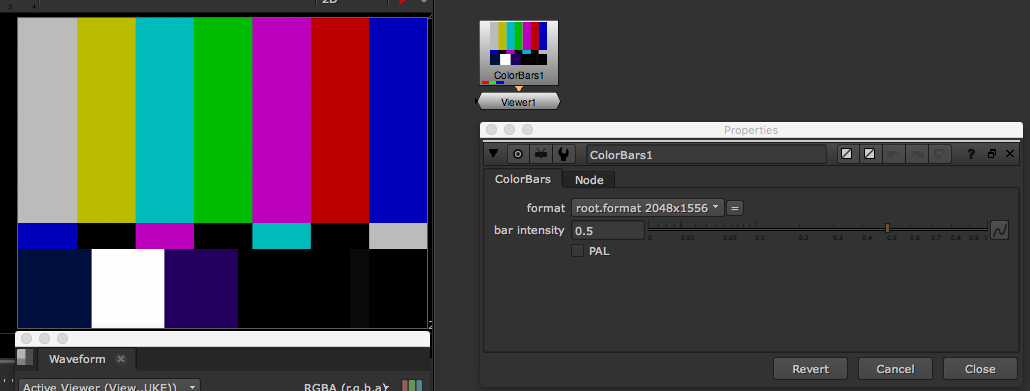 2D
ColorBars1
Viewer1
Properties
ColorBars1
ColorBars
Node
format
root.format 2048x1556
=
bar intensity
0.5
0 0.01 0.05 0.1 0.2 0.3 0.4 0.5 0.6 0.7 0.8 0.9 1
PAL
Revert
Cancel
Close
Waveform
Active Viewer (View..UKE))
RGBA (r,g,b,a)